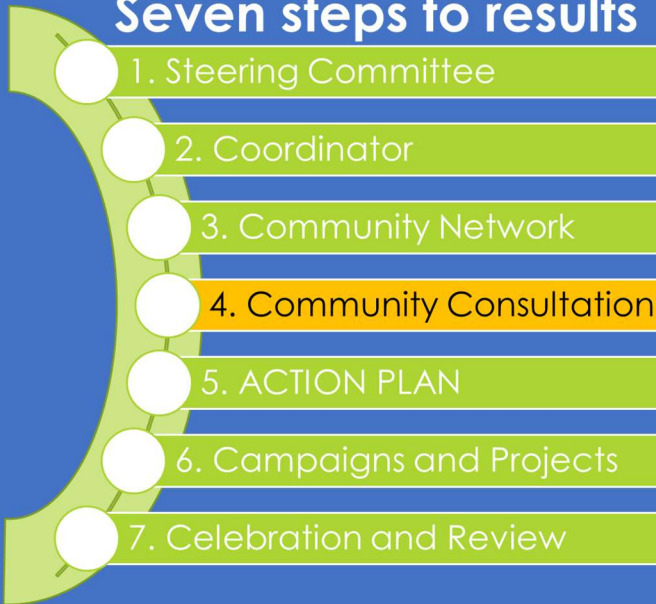 Seven steps to results
1. Steering Committee
2. Coordinator
3. Community Network
4. Community Consultation
5. ACTION PLAN
6. Campaigns and Projects
7. Celebration and Review